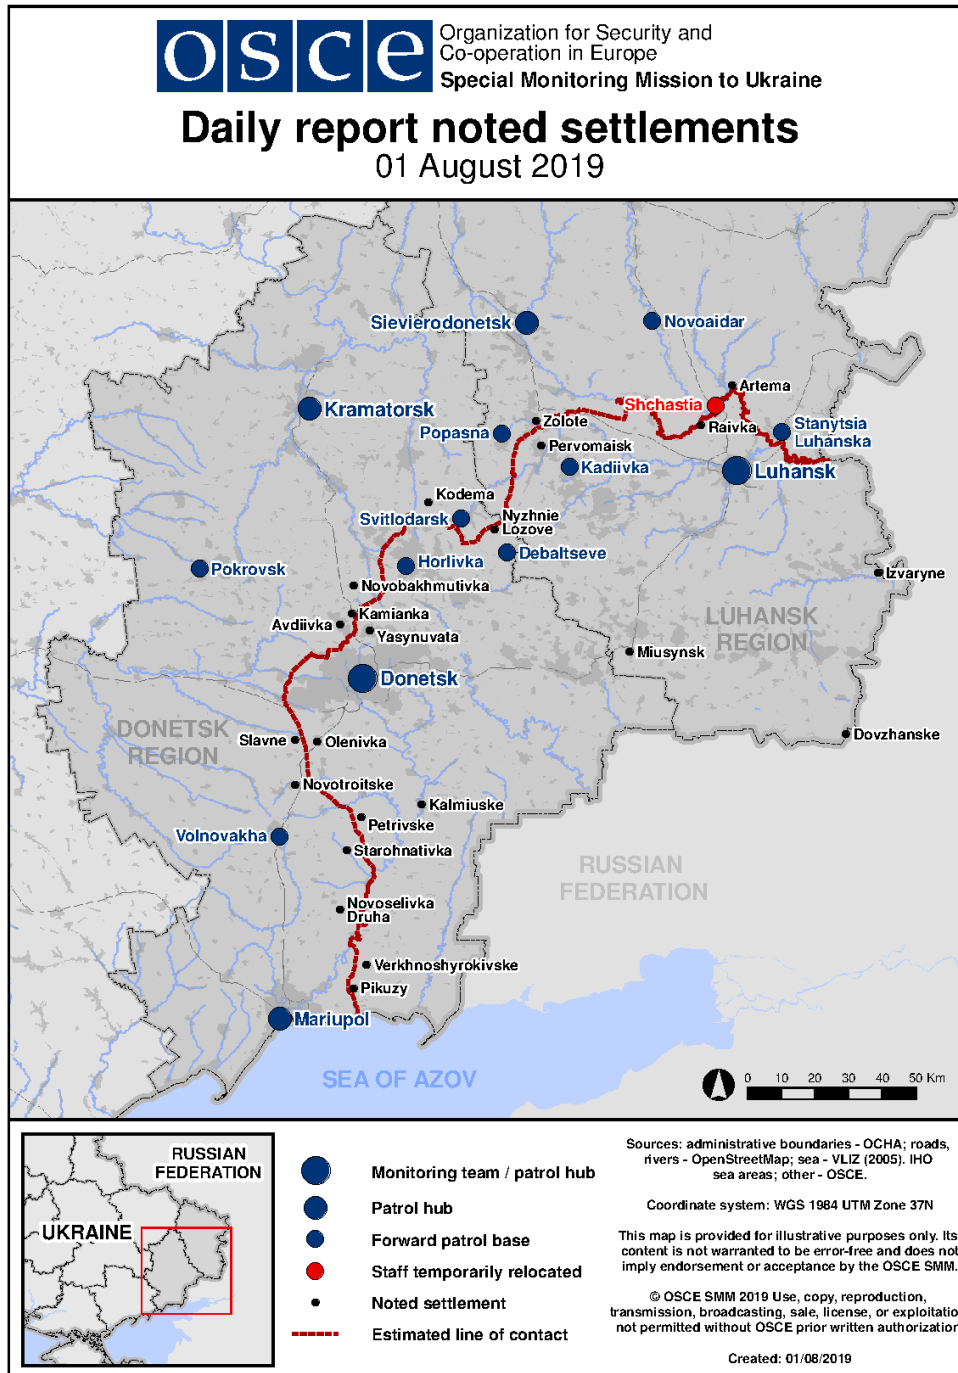 osce
Organization for Security and
Co-operation in Europe
Special Monitoring Mission to Ukraine
Daily report noted settlements
01 August 2019
Sievierodonetsk
Novoaidar
Artema
Shchastia
Kramatorsk
Zolote
Raivka
Stanytsia
Luhanska
Popasna
Pervomaisk
Kadiivka
Luhansk
Kodema
Svitlodarsk
Nyzhnie
Lozove
Debaltseve
Horlivka
Pokrovsk
Izvaryne
Novobakhmutivka
Kamianka
Avdiivka
Yasynuvata
LUHANSK
REGION
Miusynsk
Donetsk
DONETSK
REGION
Slavne
Olenivka
Dovzhanske
Novotroitske
Kalmiuske
Petrivske
Volnovakha
Starohnativka
RUSSIAN
FEDERATION
Novoselivka
Druha
Verkhnoshyrokivske
Pikuzy
Mariupol
SEA OF AZOV
0 10 20 30 40 50 Km
RUSSIAN
FEDERATION
UKRAINE
Monitoring team / patrol hub
Patrol hub
Forward patrol base
Staff temporarily relocated
Noted settlement
Estimated line of contact
Sources: administrative boundaries - OCHA; roads,
rivers - OpenStreetMap; sea - VLIZ (2005). IHO
sea areas; other - OSCE.
Coordinate system: WGS 1984 UTM Zone 37N
This map is provided for illustrative purposes only. Its
content is not warranted to be error-free and does not
imply endorsement or acceptance by the OSCE SMM.
© OSCE SMM 2019 Use, copy, reproduction,
transmission, broadcasting, sale, license, or exploitatio
not permitted without OSCE prior written authorization
Created: 01/08/2019